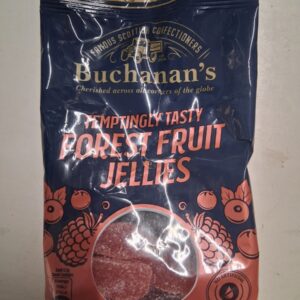 FAMOUS SCOTTISH CONFECTIONERS
Buchanan's
Cherished across all corners of the globe
TEMPTINGLY TASTY
FOREST FRUIT
JELLIES